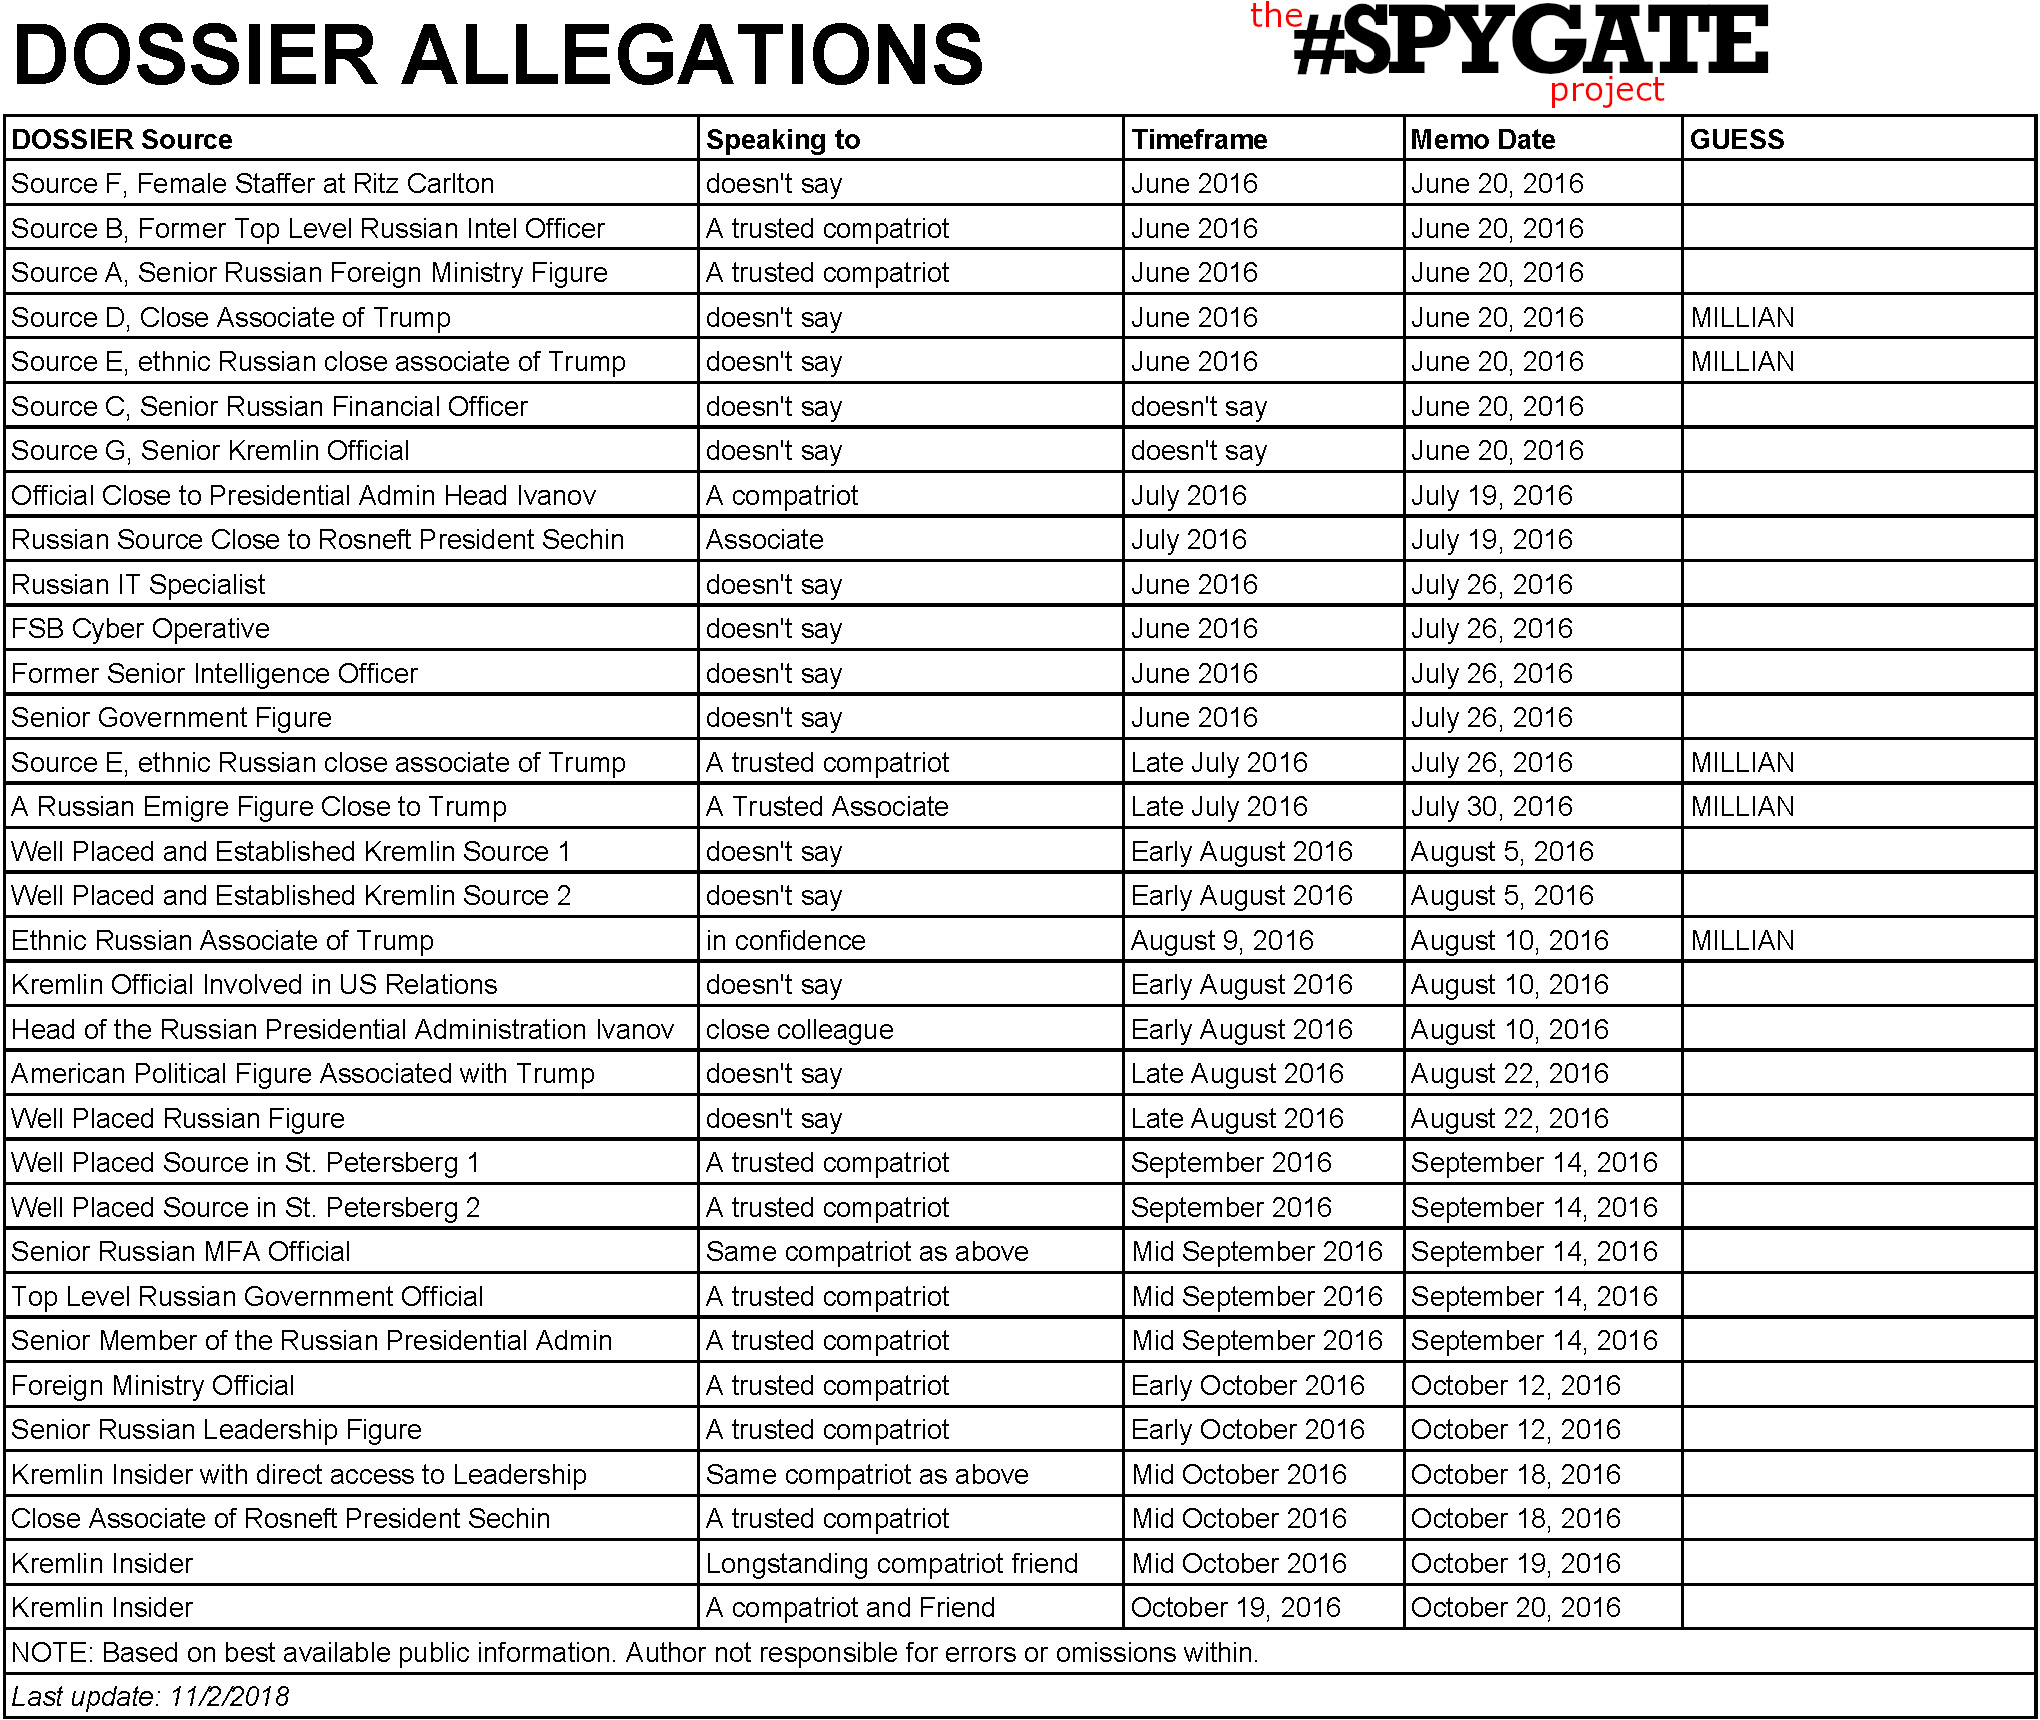 DOSSIER ALLEGATIONS
the #SPYGATE project
DOSSIER Source Speaking to Timeframe Memo Date GUESS
Source F, Female Staffer at Ritz Carlton doesn't say June 2016 June 20, 2016
Source B, Former Top Level Russian Intel Officer A trusted compatriot June 2016 June 20, 2016
Source A, Senior Russian Foreign Ministry Figure A trusted compatriot June 2016 June 20, 2016
Source D, Close Associate of Trump doesn't say June 2016 June 20, 2016 MILLIAN
Source E, ethnic Russian close associate of Trump doesn't say June 2016 June 20, 2016 MILLIAN
Source C, Senior Russian Financial Officer doesn't say doesn't say June 20, 2016
Source G, Senior Kremlin Official doesn't say doesn't say June 20, 2016
Official Close to Presidential Admin Head Ivanov A compatriot July 2016 July 19, 2016
Russian Source Close to Rosneft President Sechin Associate July 2016 July 19, 2016
Russian IT Specialist doesn't say June 2016 July 26, 2016
FSB Cyber Operative doesn't say June 2016 July 26, 2016
Former Senior Intelligence Officer doesn't say June 2016 July 26, 2016
Senior Government Figure doesn't say June 2016 July 26, 2016
Source E, ethnic Russian close associate of Trump A trusted compatriot Late July 2016 July 26, 2016 MILLIAN
A Russian Emigre Figure Close to Trump A Trusted Associate Late July 2016 July 30, 2016 MILLIAN
Well Placed and Established Kremlin Source 1 doesn't say Early August 2016 August 5, 2016
Well Placed and Established Kremlin Source 2 doesn't say Early August 2016 August 5, 2016
Ethnic Russian Associate of Trump in confidence August 9, 2016 August 10, 2016 MILLIAN
Kremlin Official Involved in US Relations doesn't say Early August 2016 August 10, 2016
Head of the Russian Presidential Administration Ivanov close colleague Early August 2016 August 10, 2016
American Political Figure Associated with Trump doesn't say Late August 2016 August 22, 2016
Well Placed Russian Figure doesn't say Late August 2016 August 22, 2016
Well Placed Source in St. Petersberg 1 A trusted compatriot September 2016 September 14, 2016
Well Placed Source in St. Petersberg 2 A trusted compatriot September 2016 September 14, 2016
Senior Russian MFA Official Same compatriot as above Mid September 2016 September 14, 2016
Top Level Russian Government Official A trusted compatriot Mid September 2016 September 14, 2016
Senior Member of the Russian Presidential Admin A trusted compatriot Mid September 2016 September 14, 2016
Foreign Ministry Official A trusted compatriot Early October 2016 October 12, 2016
Senior Russian Leadership Figure A trusted compatriot Early October 2016 October 12, 2016
Kremlin Insider with direct access to Leadership Same compatriot as above Mid October 2016 October 18, 2016
Close Associate of Rosneft President Sechin A trusted compatriot Mid October 2016 October 18, 2016
Kremlin Insider Longstanding compatriot friend Mid October 2016 October 19, 2016
Kremlin Insider A compatriot and Friend October 19, 2016 October 20, 2016
NOTE: Based on best available public information. Author not responsible for errors or omissions within.
Last update: 11/2/2018